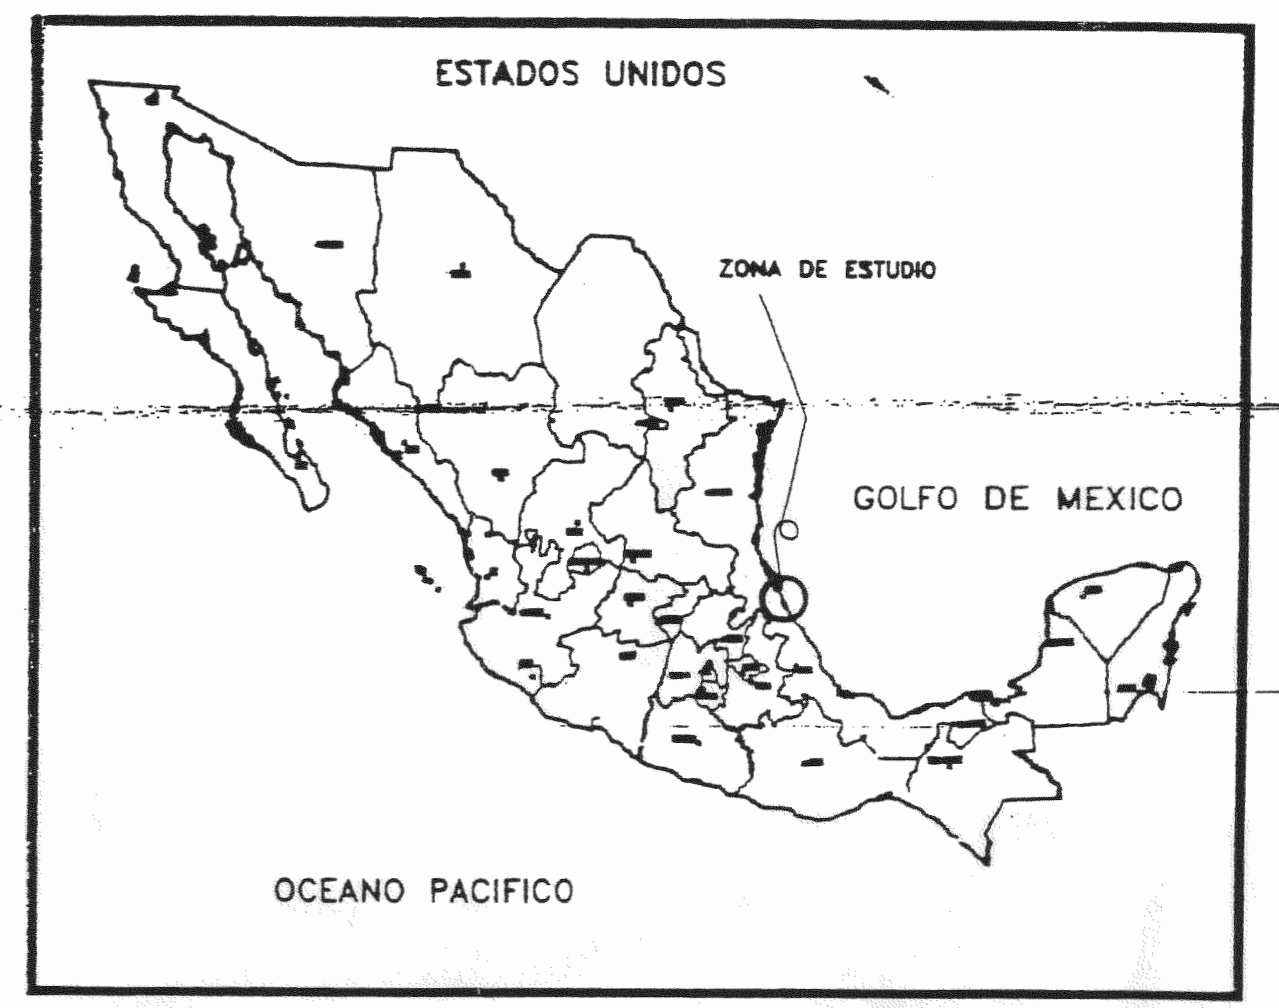 ESTADOS UNIDOS
ZONA DE ESTUDIO
GOLFO DE MEXICO
OCEANO PACIFICO